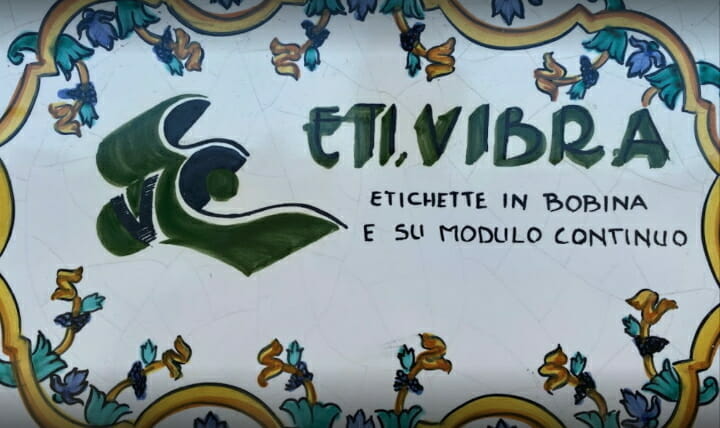 ETI.VIBRA
ETICHETTE IN BOBINA
E SU MODULO CONTINUO